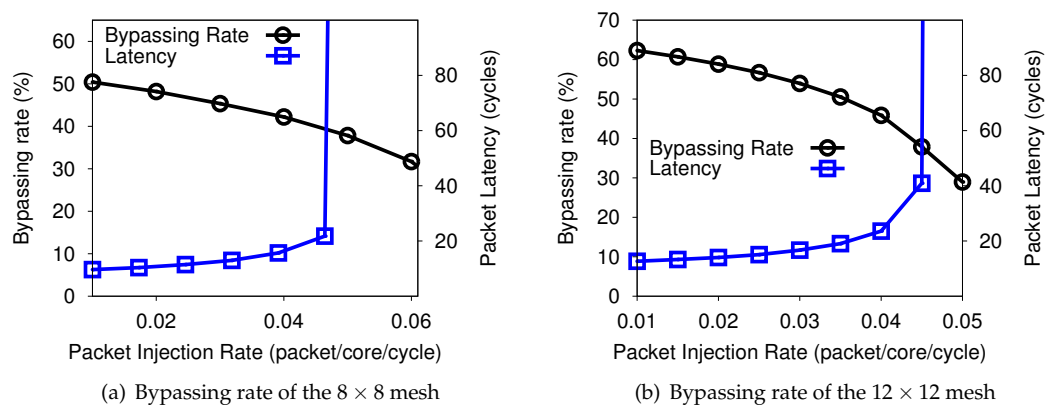 Bypassing Rate
Latency
Bypassing rate (%)
0
10
20
30
40
50
60
0.02
0.04
0.06
Packet Injection Rate (packet/core/cycle)
20
40
60
80
Packet Latency (cycles)
(a) Bypassing rate of the 8 × 8 mesh
Bypassing Rate
Latency
Bypassing rate (%)
0
10
20
30
40
50
60
70
0.01
0.02
0.03
0.04
0.05
Packet Injection Rate (packet/core/cycle)
20
40
60
80
Packet Latency (cycles)
(b) Bypassing rate of the 12 × 12 mesh